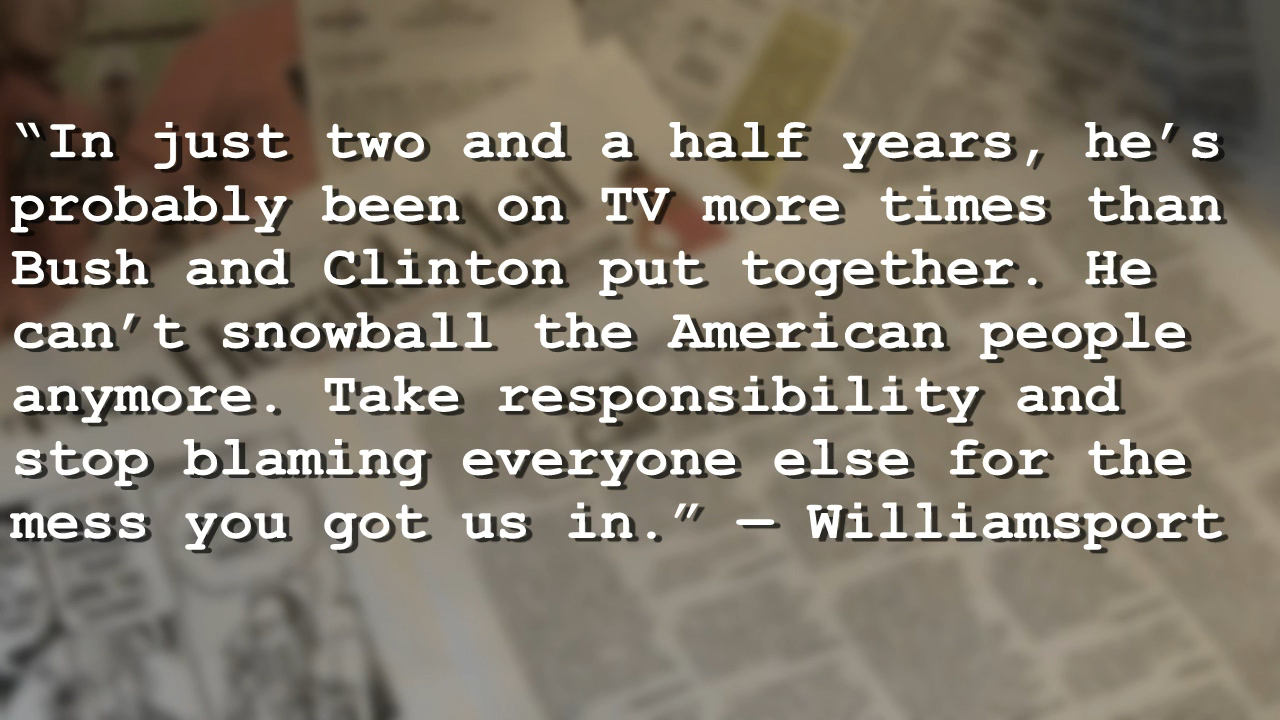 “In just two and a half years, he’s
probably been on TV more times than
Bush and Clinton put together. He
can’t snowball the American people
anymore. Take responsibility and
stop blaming everyone else for the
mess you got us in.” — Williamsport